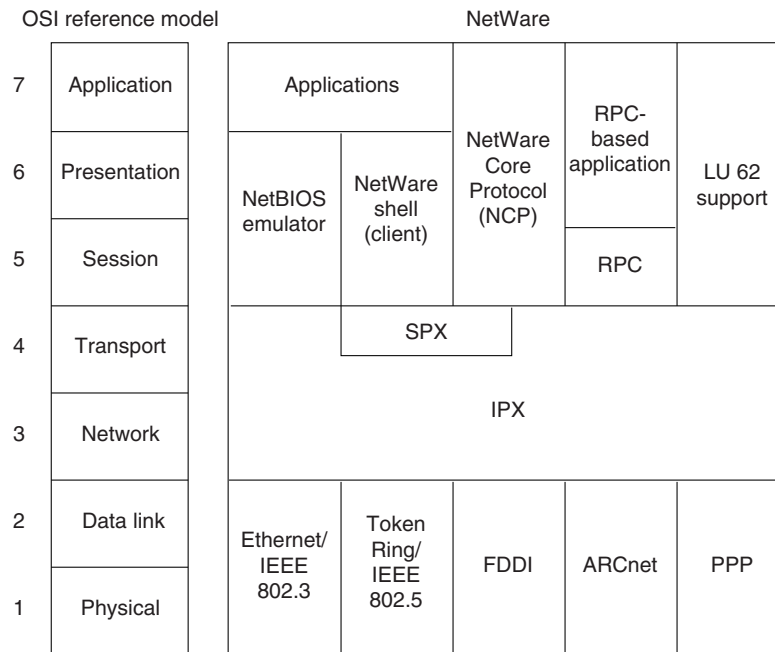 OSI reference model
NetWare
7
Application
6
Presentation
5
Session
4
Transport
3
Network
2
Data link
1
Physical
Applications
NetBIOS
emulator
NetWare
shell
(client)
NetWare
Core
Protocol
(NCP)
RPC-
based
application
RPC
LU 62
support
SPX
IPX
Ethernet/
IEEE
802.3
Token
Ring/
IEEE
802.5
FDDI
ARCnet
PPP